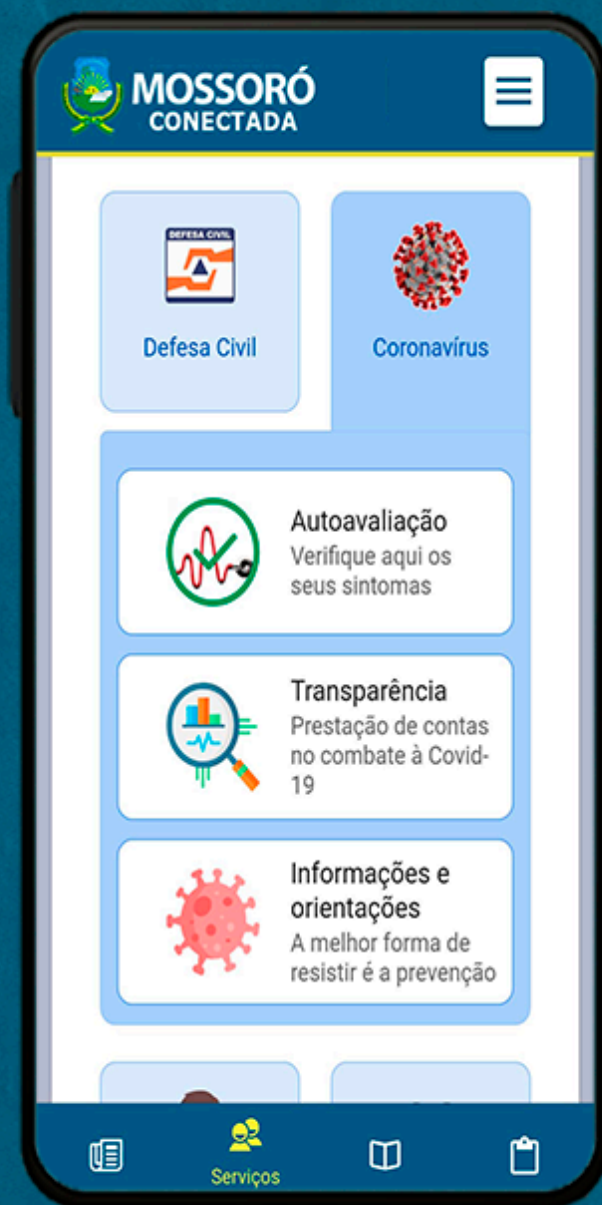 MOSSORÓ
CONECTADA
DEFESA CIVIL
Defesa Civil
Coronavírus
Autoavaliação
Verifique aqui os
seus sintomas
Transparência
Prestação de contas
no combate à Covid-
19
Informações e
orientações
A melhor forma de
resistir é a prevenção
Serviços